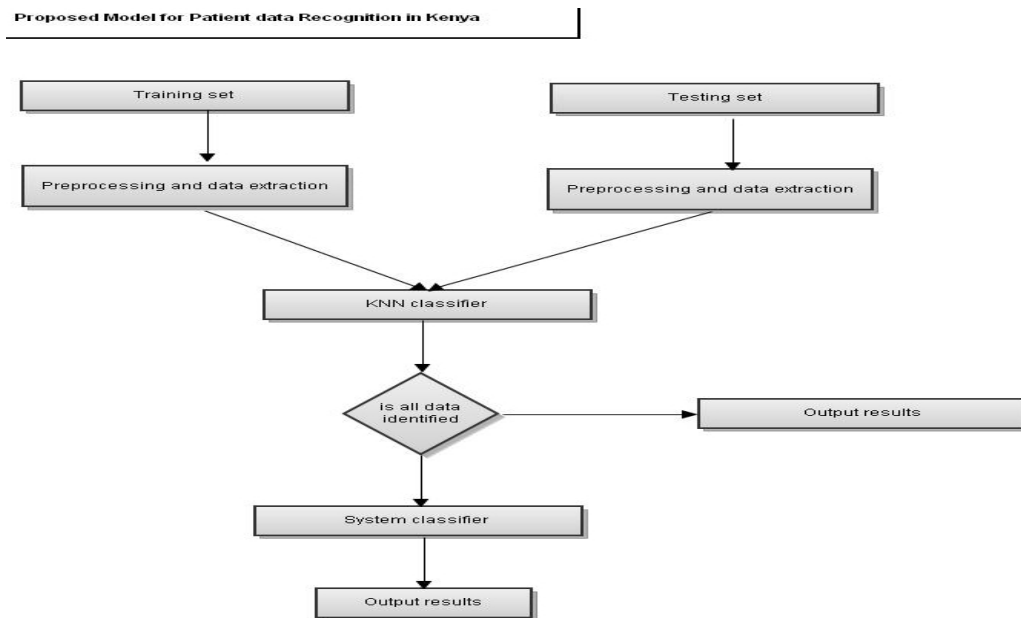 Proposed Model for Patient data Recognition in Kenya
Training set
Testing set
Preprocessing and data extraction
Preprocessing and data extraction
KNN classifier
is all data
identified
Output results
System classifier
Output results